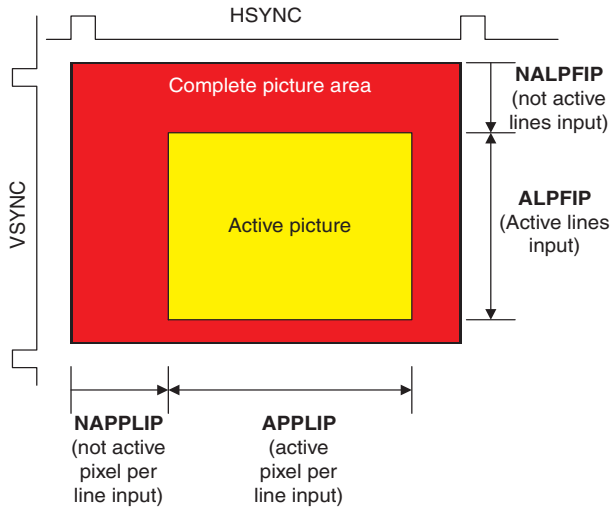 HSYNC
VSYNC
Complete picture area
NALPFIP
(not active
lines input)
Active picture
ALPFIP
(Active lines
input)
NAPPLIP
(not active
pixel per
line input)
APPLIP
(active
pixel per
line input)